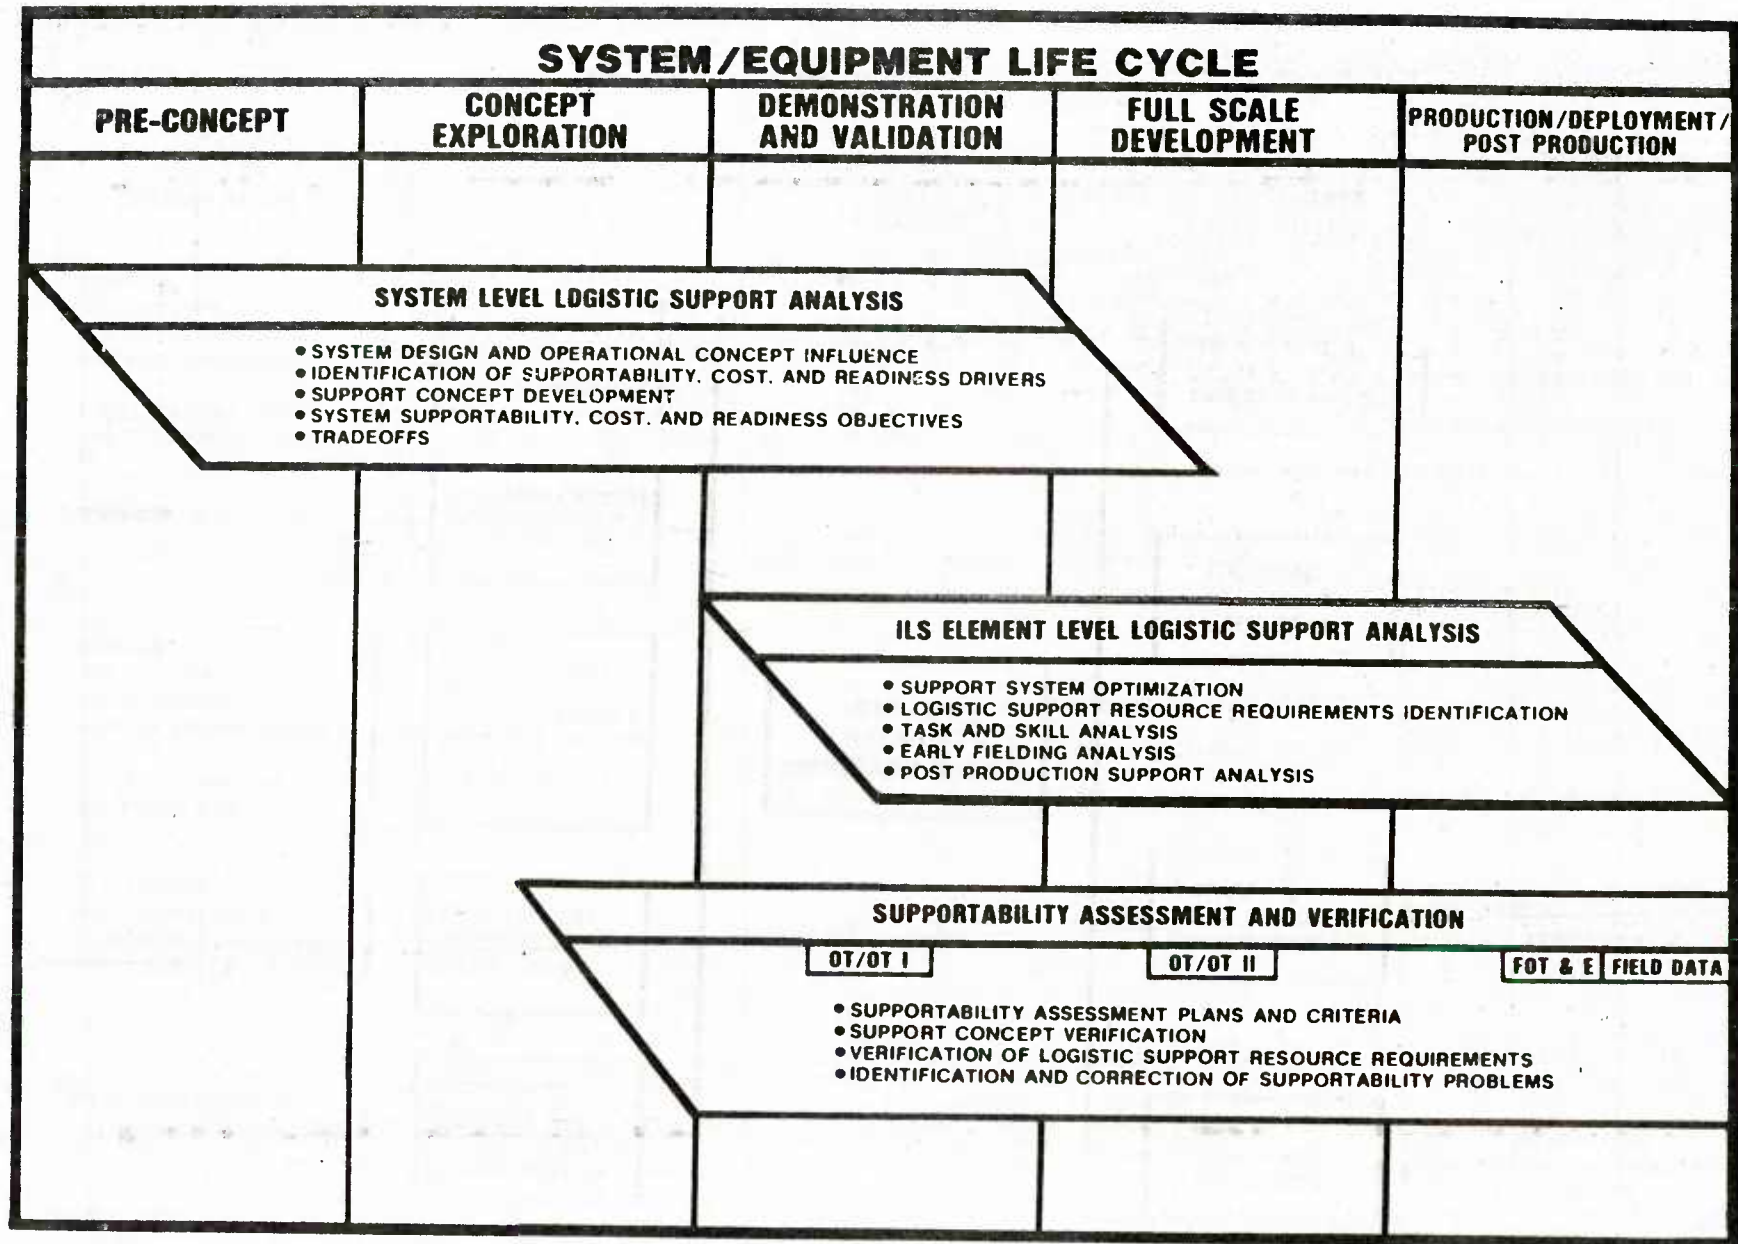 SYSTEM/EQUIPMENT LIFE CYCLE
PRE-CONCEPT
CONCEPT
EXPLORATION
DEMONSTRATION
AND VALIDATION
FULL SCALE
DEVELOPMENT
PRODUCTION/DEPLOYMENT/
POST PRODUCTION
SYSTEM LEVEL LOGISTIC SUPPORT ANALYSIS
• SYSTEM DESIGN AND OPERATIONAL CONCEPT INFLUENCE
• IDENTIFICATION OF SUPPORTABILITY, COST, AND READINESS DRIVERS
• SUPPORT CONCEPT DEVELOPMENT
• SYSTEM SUPPORTABILITY, COST, AND READINESS OBJECTIVES
• TRADEOFFS
ILS ELEMENT LEVEL LOGISTIC SUPPORT ANALYSIS
• SUPPORT SYSTEM OPTIMIZATION
• LOGISTIC SUPPORT RESOURCE REQUIREMENTS IDENTIFICATION
• TASK AND SKILL ANALYSIS
• EARLY FIELDING ANALYSIS
• POST PRODUCTION SUPPORT ANALYSIS
SUPPORTABILITY ASSESSMENT AND VERIFICATION
OT/OT I
OT/OT II
FOT & E
FIELD DATA
• SUPPORTABILITY ASSESSMENT PLANS AND CRITERIA
• SUPPORT CONCEPT VERIFICATION
• VERIFICATION OF LOGISTIC SUPPORT RESOURCE REQUIREMENTS
• IDENTIFICATION AND CORRECTION OF SUPPORTABILITY PROBLEMS